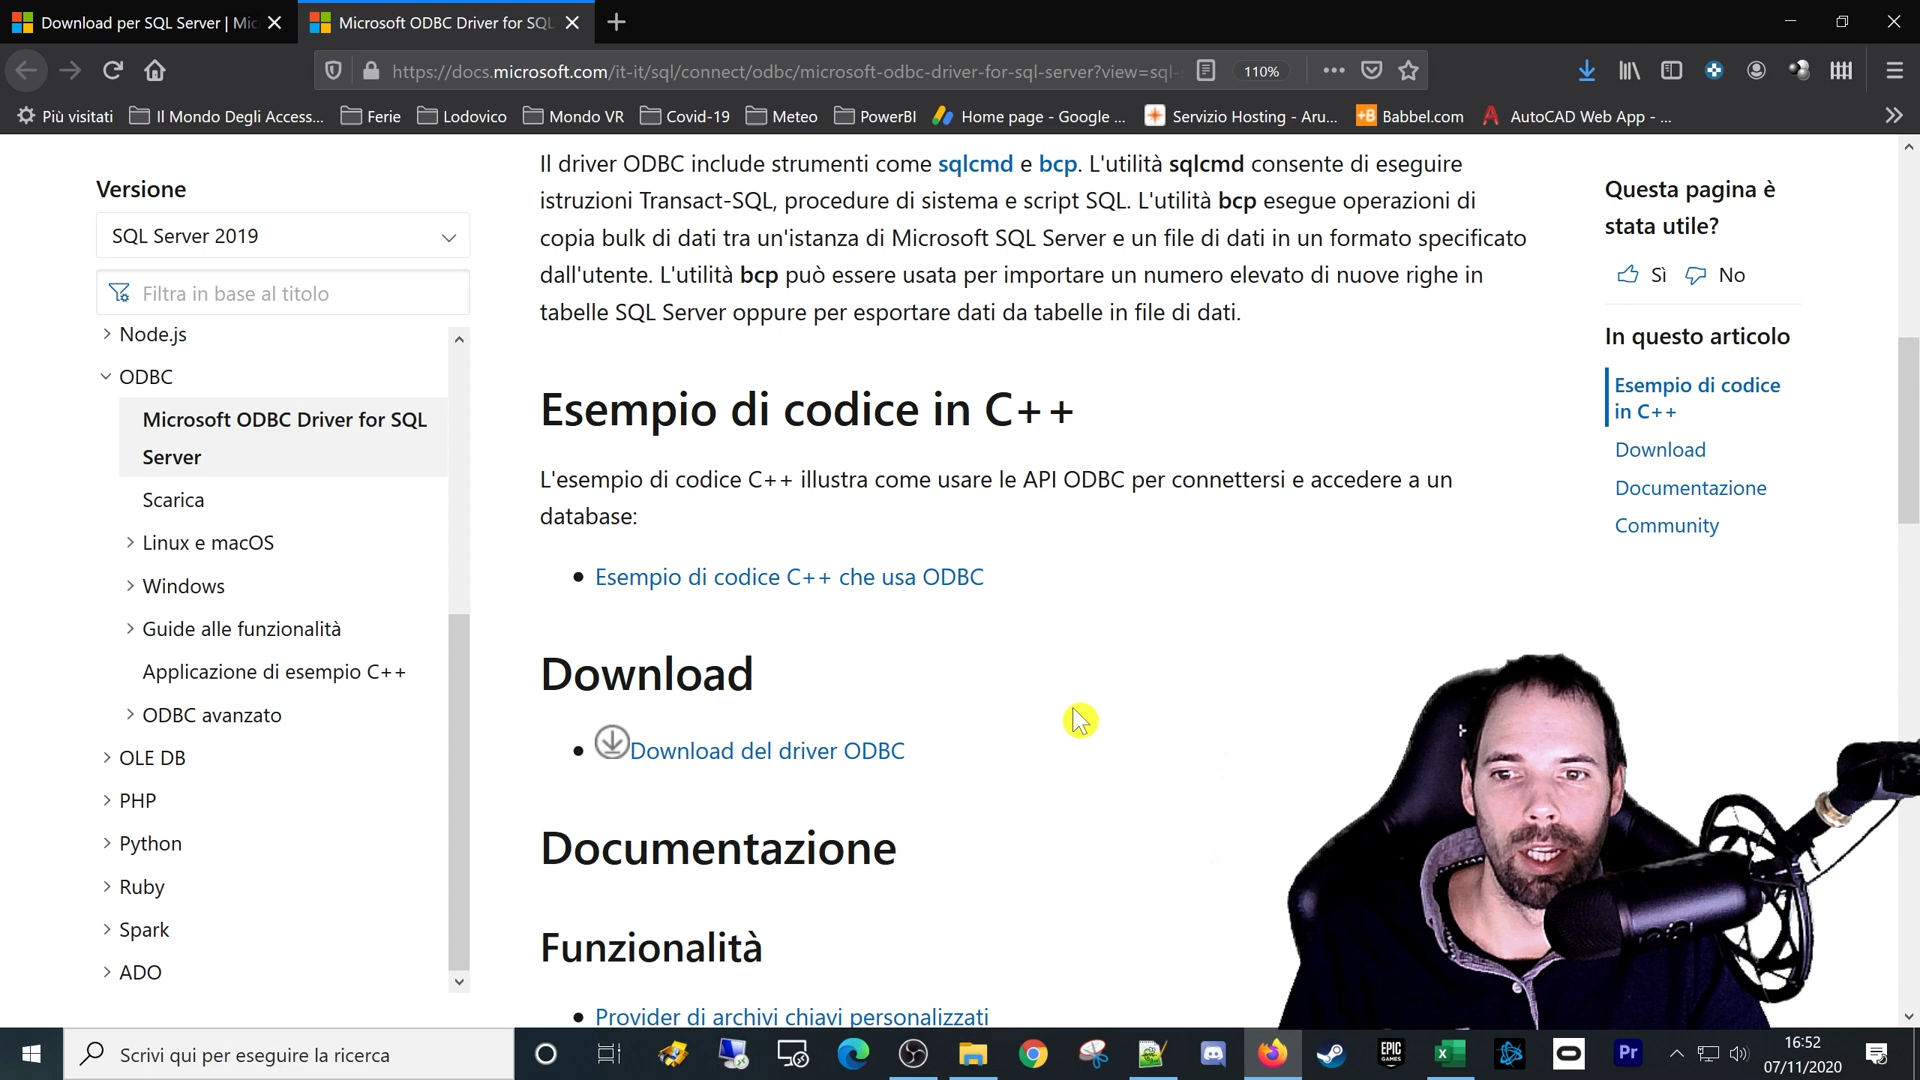 Download per SQL Server | Mic
Microsoft ODBC Driver for SQL
https://docs.microsoft.com/it-it/sql/connect/odbc/microsoft-odbc-driver-for-sql-server?view=sql-
110%
Più visitati
Il Mondo Degli Access...
Ferie
Lodovico
Mondo VR
Covid-19
Meteo
PowerBI
Home page - Google ...
Servizio Hosting - Aru...
+B Babbel.com
AutoCAD Web App - ...
Versione
SQL Server 2019
Filtra in base al titolo
Node.js
ODBC
Microsoft ODBC Driver for SQL
Server
Scarica
Linux e macOS
Windows
Guide alle funzionalità
Applicazione di esempio C++
ODBC avanzato
OLE DB
PHP
Python
Ruby
Spark
ADO
Il driver ODBC include strumenti come sqlcmd e bcp. L'utilità sqlcmd consente di eseguire
istruzioni Transact-SQL, procedure di sistema e script SQL. L'utilità bcp esegue operazioni di
copia bulk di dati tra un'istanza di Microsoft SQL Server e un file di dati in un formato specificato
dall'utente. L'utilità bcp può essere usata per importare un numero elevato di nuove righe in
tabelle SQL Server oppure per esportare dati da tabelle in file di dati.
Esempio di codice in C++
L'esempio di codice C++ illustra come usare le API ODBC per connettersi e accedere a un
database:
Esempio di codice C++ che usa ODBC
Download
Download del driver ODBC
Documentazione
Funzionalità
Provider di archivi chiavi personalizzati
Questa pagina è
stata utile?
Sì
No
In questo articolo
Esempio di codice
in C++
Download
Documentazione
Community
Scrivi qui per eseguire la ricerca
EPIC
GAMES
Pr
16:52
07/11/2020